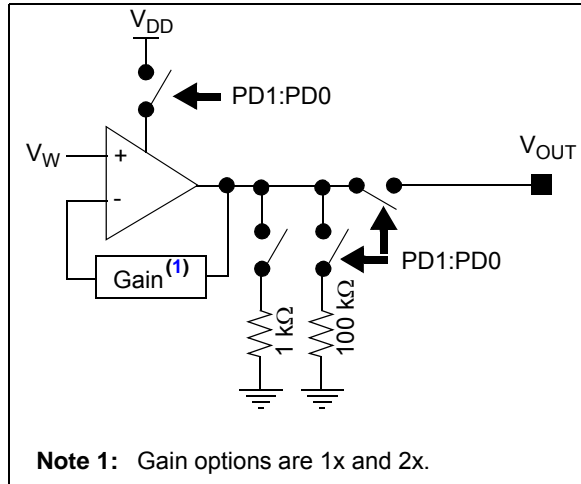 V_DD
PD1:PD0
V_W
+
-
V_OUT
Gain(1)
PD1:PD0
1 kΩ
100 kΩ
Note 1: Gain options are 1x and 2x.